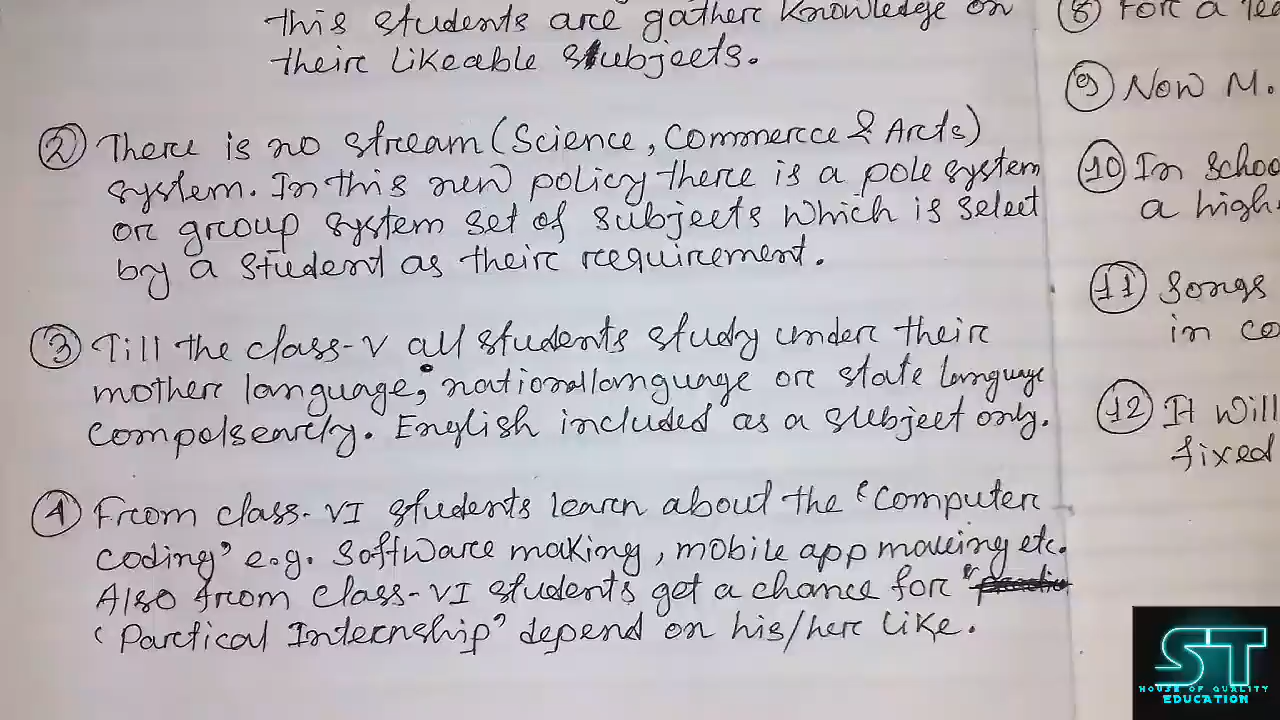 this students are gather knowledge on
their likeable subjects.
② There is no stream (Science, Commerce & Arts)
system. In this new policy there is a pole system
or group system set of subjects which is select
by a student as their requirement.
③ Till the class-V all students study under their
mother language, national language or state language
compolsearly. English included as a subject only.
④ From class-VI students learn about the "Computer
Coding" e.g. Software making, mobile app making etc.
Also from class-VI students get a chance for
"Partical Internship" depend on his/her like.
⑧ For a
⑨ Now M.
⑩ In
a high
⑪ Songs
in
⑫ It will
fixed
ST
HOUSE OF QUALITY
EDUCATION